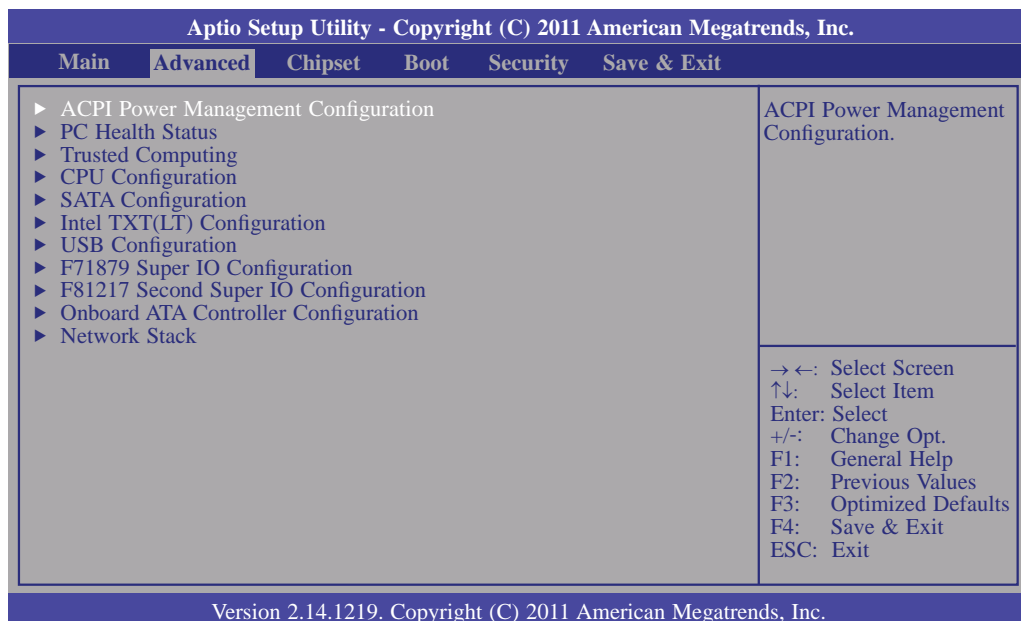 Aptio Setup Utility - Copyright (C) 2011 American Megatrends, Inc.
Main Advanced Chipset Boot Security Save & Exit
► ACPI Power Management Configuration
► PC Health Status
► Trusted Computing
► CPU Configuration
► SATA Configuration
► Intel TXT(LT) Configuration
► USB Configuration
► F71879 Super IO Configuration
► F81217 Second Super IO Configuration
► Onboard ATA Controller Configuration
► Network Stack
ACPI Power Management
Configuration.
→←: Select Screen
↑↓: Select Item
Enter: Select
+/-: Change Opt.
F1: General Help
F2: Previous Values
F3: Optimized Defaults
F4: Save & Exit
ESC: Exit
Version 2.14.1219. Copyright (C) 2011 American Megatrends, Inc.